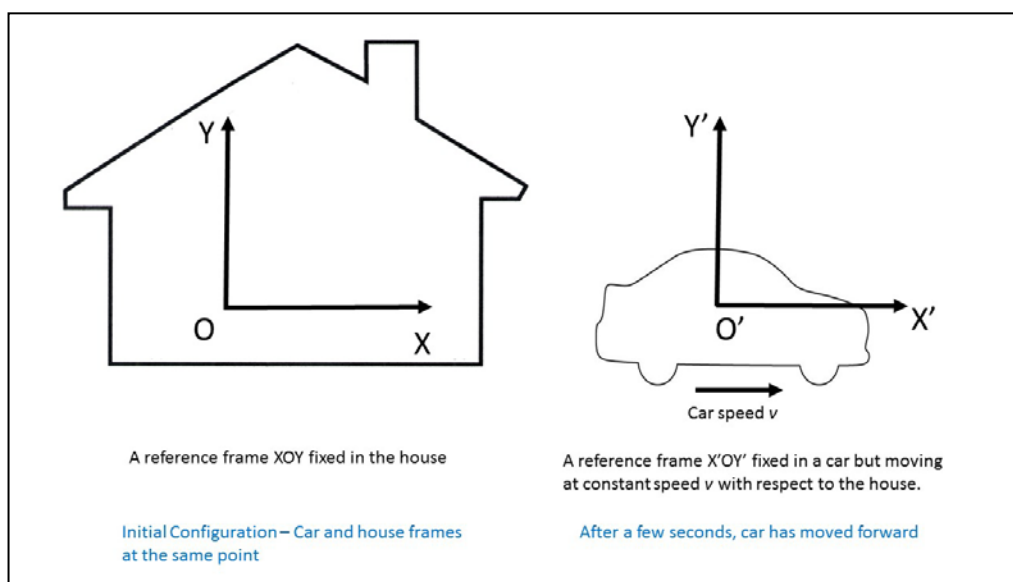 Y
O
X
Y’
O’
X’
Car speed v
A reference frame XOY fixed in the house
A reference frame X’OY’ fixed in a car but moving
at constant speed v with respect to the house.
Initial Configuration – Car and house frames
at the same point
After a few seconds, car has moved forward